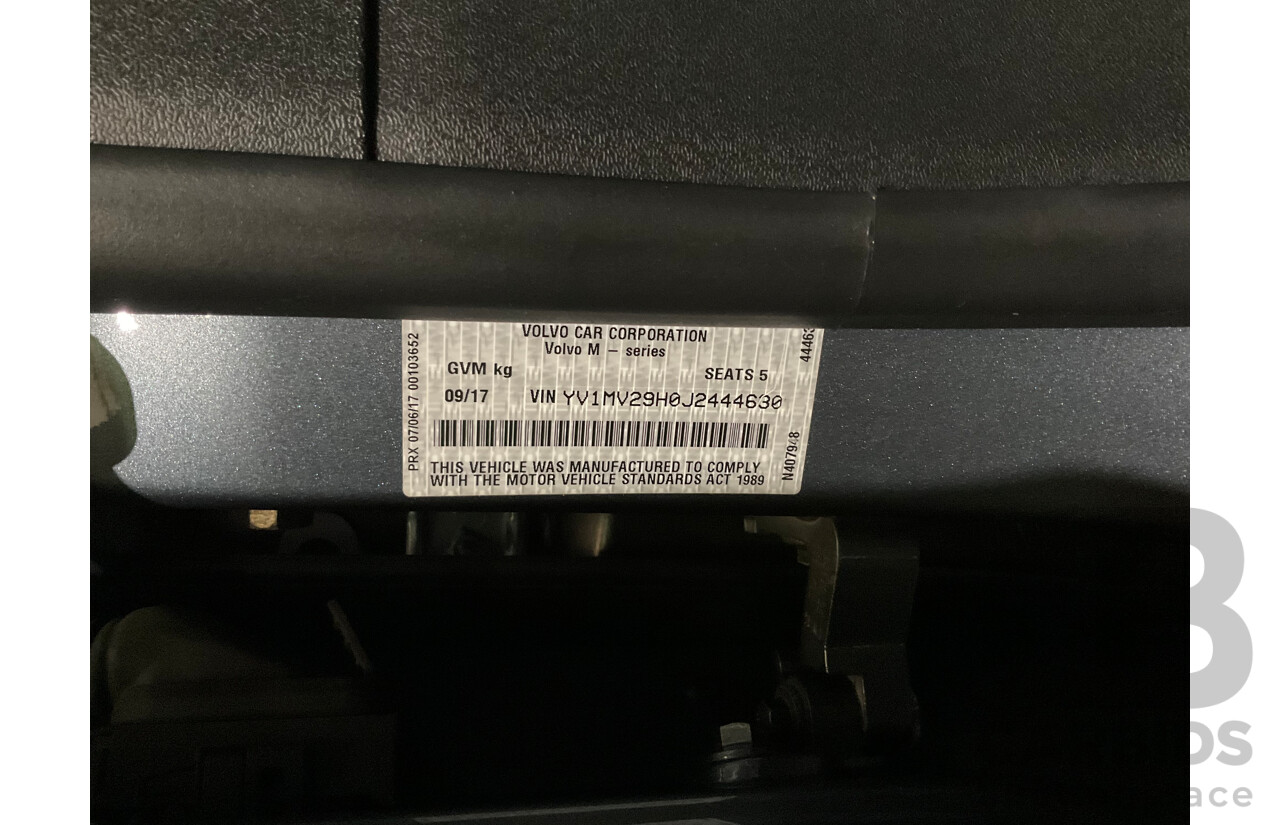 VOLVO CAR CORPORATION
Volvo M - series
GVM kg SEATS 5
09/17 VIN YV1MV29H0J2444630
THIS VEHICLE WAS MANUFACTURED TO COMPLY
WITH THE MOTOR VEHICLE STANDARDS ACT 1989
PRX 07/06/17 00103652
N407948